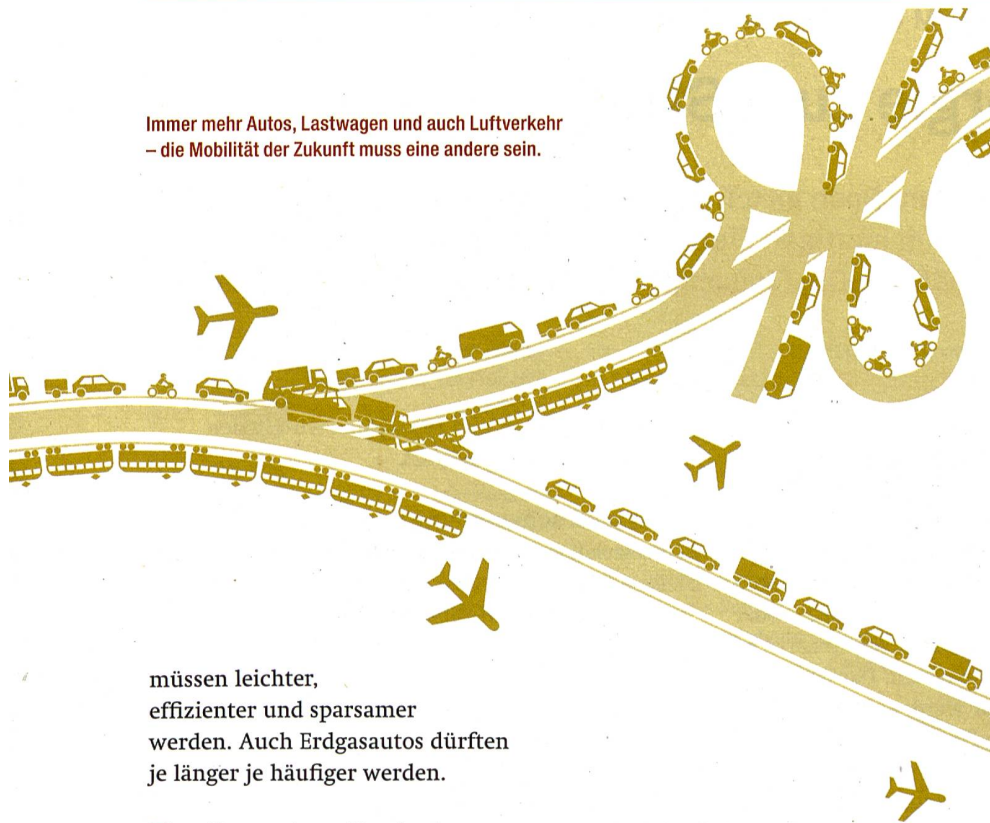 Immer mehr Autos, Lastwagen und auch Luftverkehr
– die Mobilität der Zukunft muss eine andere sein.
müssen leichter,
effizienter und sparsamer
werden. Auch Erdgasautos dürften
je länger je häufiger werden.